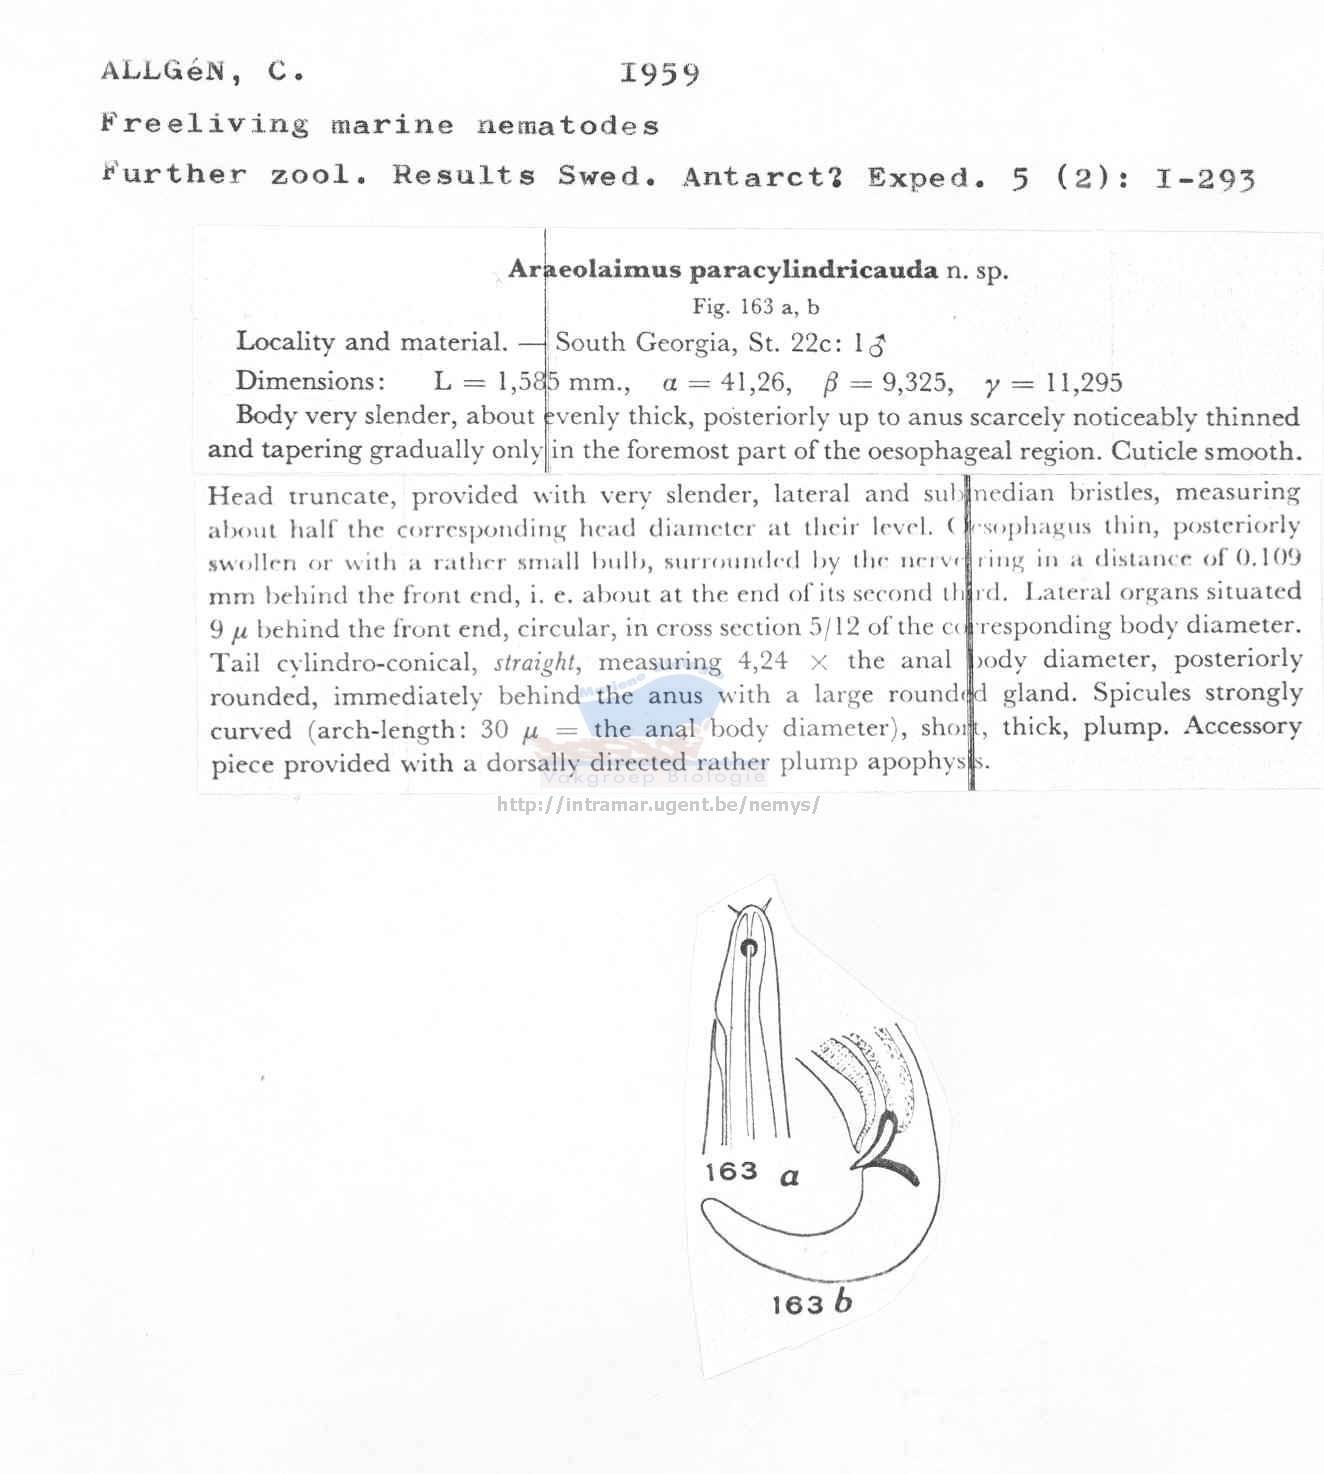 ALLGéN, C. I959
Freeliving marine nematodes
Further zool. Results Swed. Antarct? Exped. 5 (2): I-293
Araeolaimus paracylindricauda n. sp.
Fig. 163 a, b
Locality and material. — South Georgia, St. 22c: 1♂
Dimensions: L = 1,585 mm., α = 41,26, β = 9,325, γ = 11,295
Body very slender, about evenly thick, posteriorly up to anus scarcely noticeably thinned
and tapering gradually only in the foremost part of the oesophageal region. Cuticle smooth.
Head truncate, provided with very slender, lateral and submedian bristles, measuring
about half the corresponding head diameter at their level. Oesophagus thin, posteriorly
swollen or with a rather small bulb, surrounded by the nerve ring in a distance of 0.109
mm behind the front end, i. e. about at the end of its second third. Lateral organs situated
9 μ behind the front end, circular, in cross section 5/12 of the corresponding body diameter.
Tail cylindro-conical, straight, measuring 4,24 × the anal body diameter, posteriorly
rounded, immediately behind the anus with a large rounded gland. Spicules strongly
curved (arch-length: 30 μ = the anal body diameter), short, thick, plump. Accessory
piece provided with a dorsally directed rather plump apophysis.
Mariene
Vakgroep Biologie
http://intramar.ugent.be/nemys/
163 a
163 b